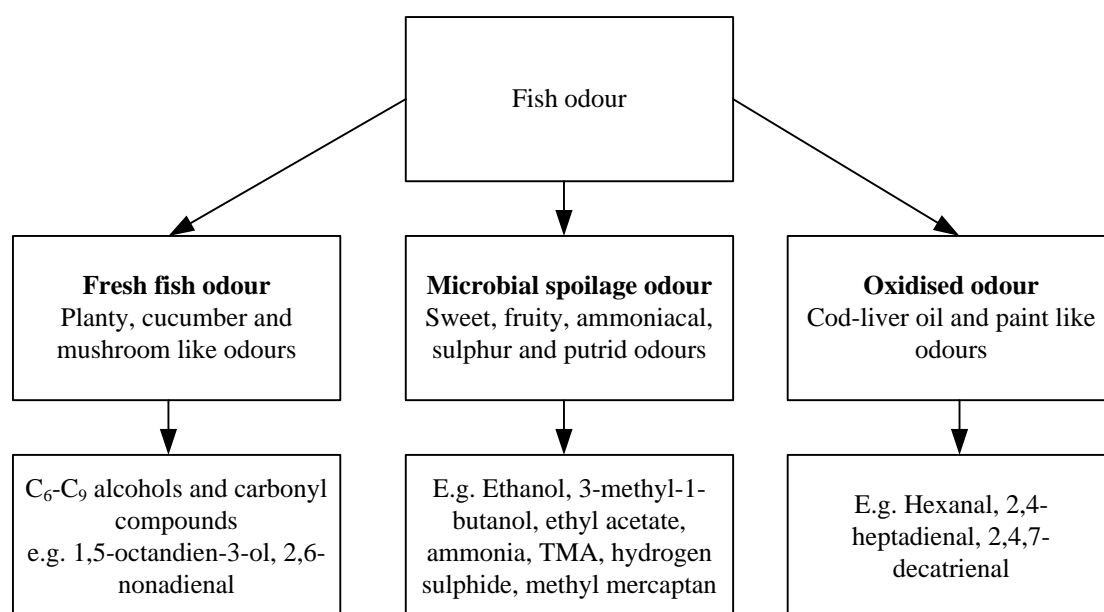 Fish odour
Fresh fish odour
Planty, cucumber and
mushroom like odours
Microbial spoilage odour
Sweet, fruity, ammoniacal,
sulphur and putrid odours
Oxidised odour
Cod-liver oil and paint like
odours
C₆-C₉ alcohols and carbonyl
compounds
e.g. 1,5-octandien-3-ol, 2,6-
nonadienal
E.g. Ethanol, 3-methyl-1-
butanol, ethyl acetate,
ammonia, TMA, hydrogen
sulphide, methyl mercaptan
E.g. Hexanal, 2,4-
heptadienal, 2,4,7-
decatrienal